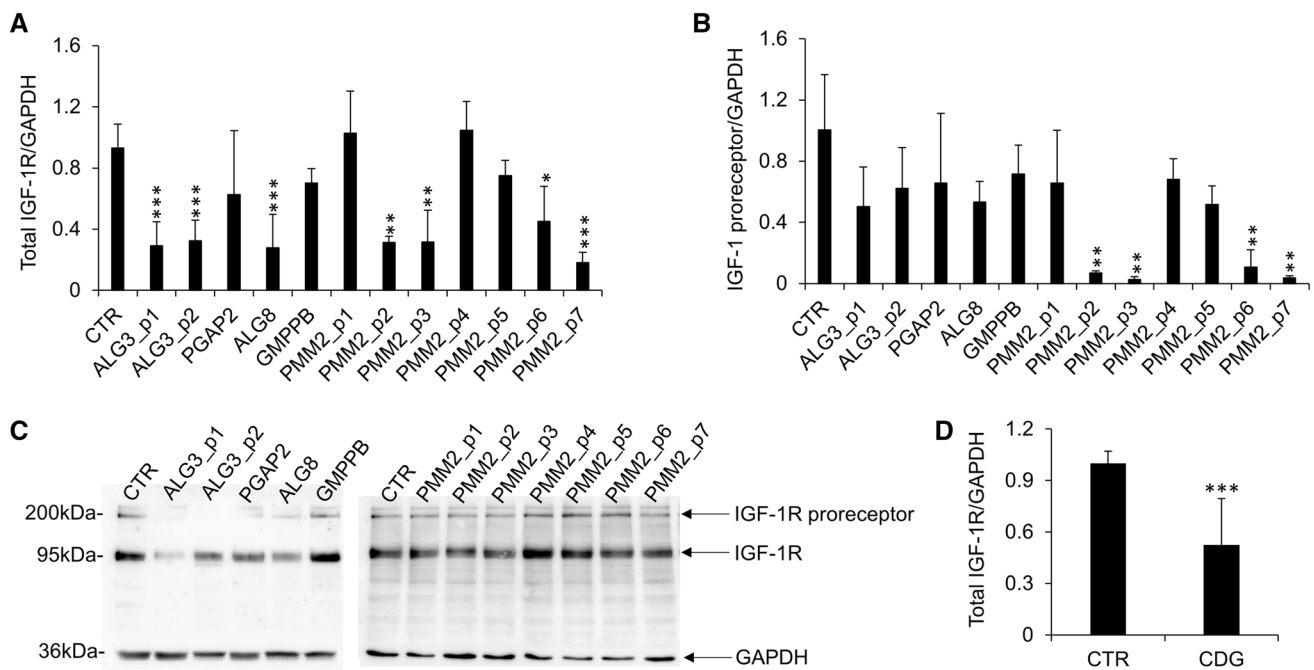 A
Total IGF-1R/GAPDH
1.6
1.2
0.8
0.4
0
***
***
***
**
**
*
***
CTR
ALG3_p1
ALG3_p2
PGAP2
ALG8
GMPPB
PMM2_p1
PMM2_p2
PMM2_p3
PMM2_p4
PMM2_p5
PMM2_p6
PMM2_p7
B
IGF-1 proreceptor/GAPDH
1.6
1.2
0.8
0.4
0
**
**
**
**
CTR
ALG3_p1
ALG3_p2
PGAP2
ALG8
GMPPB
PMM2_p1
PMM2_p2
PMM2_p3
PMM2_p4
PMM2_p5
PMM2_p6
PMM2_p7
C
CTR
ALG3_p1
ALG3_p2
PGAP2
ALG8
GMPPB
CTR
PMM2_p1
PMM2_p2
PMM2_p3
PMM2_p4
PMM2_p5
PMM2_p6
PMM2_p7
200kDa-
95kDa-
36kDa-
IGF-1R proreceptor
IGF-1R
GAPDH
D
Total IGF-1R/GAPDH
1.2
0.9
0.6
0.3
0
***
CTR
CDG